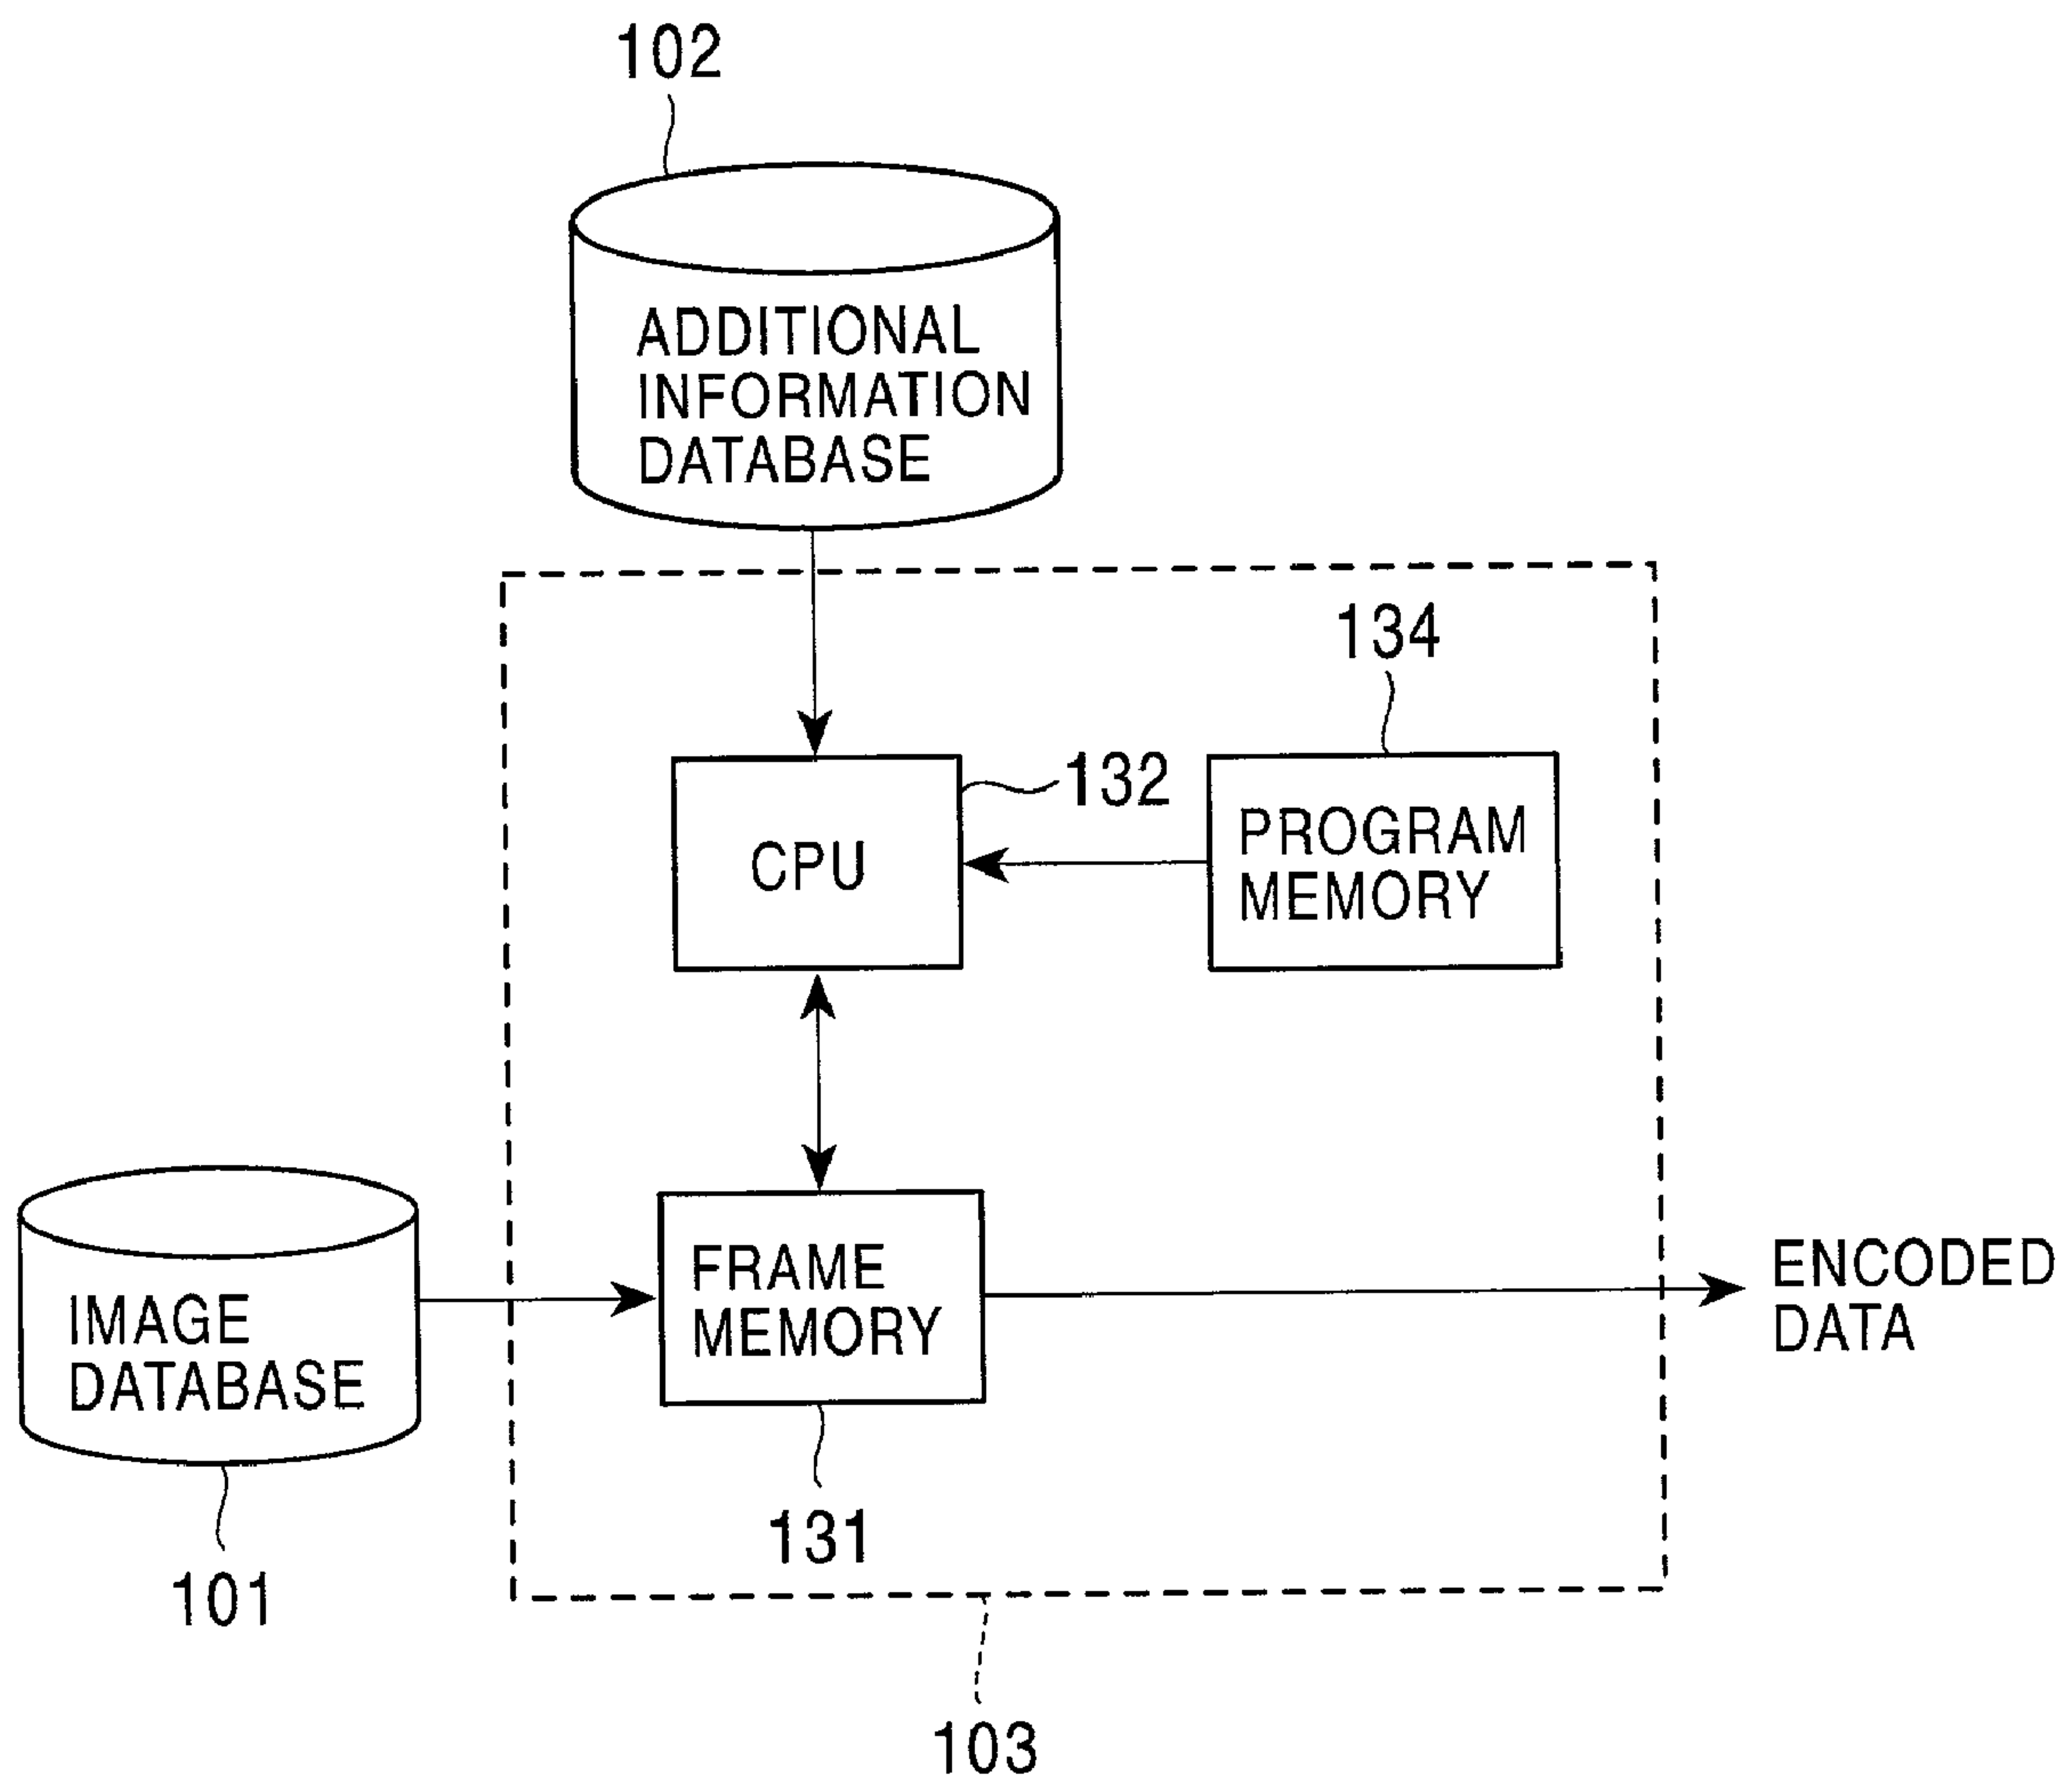 102
ADDITIONAL
INFORMATION
DATABASE
134
132
CPU
PROGRAM
MEMORY
FRAME
MEMORY
ENCODED
DATA
IMAGE
DATABASE
131
101
103